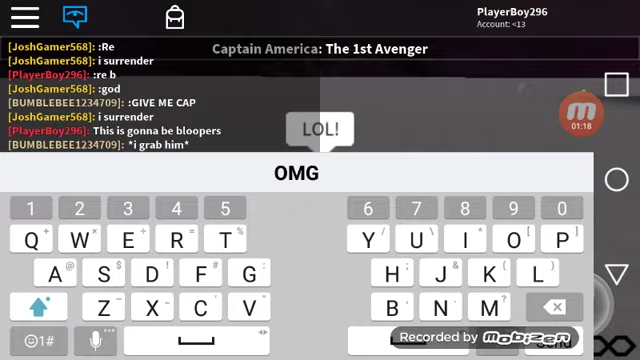 PlayerBoy296
Account: <13
Captain America: The 1st Avenger
[JoshGamer568]: :Re
[JoshGamer568]: i surrender
[PlayerBoy296]: :re b
[JoshGamer568]: :god
[BUMBLEBEE1234709]: :GIVE ME CAP
[JoshGamer568]: i surrender
[PlayerBoy296]: This is gonna be bloopers
[BUMBLEBEE1234709]: *i grab him*
M
01:18
LOL!
OMG
1 2 3 4 5 6 7 8 9 0
Q W E R T Y U I O P
A S D F G H J K L
Z X C V B N M
☺1#
Recorded by mobizen